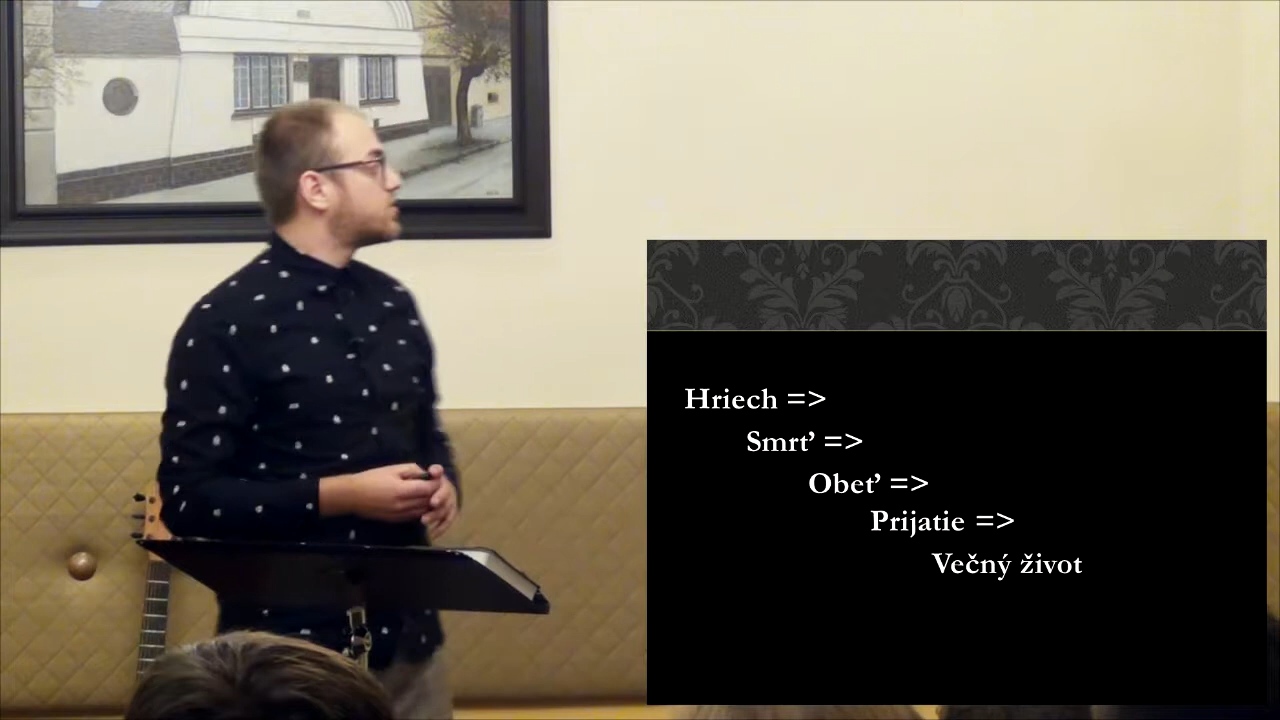 Hriech =>
Smrť =>
Obeť =>
Prijatie =>
Večný život